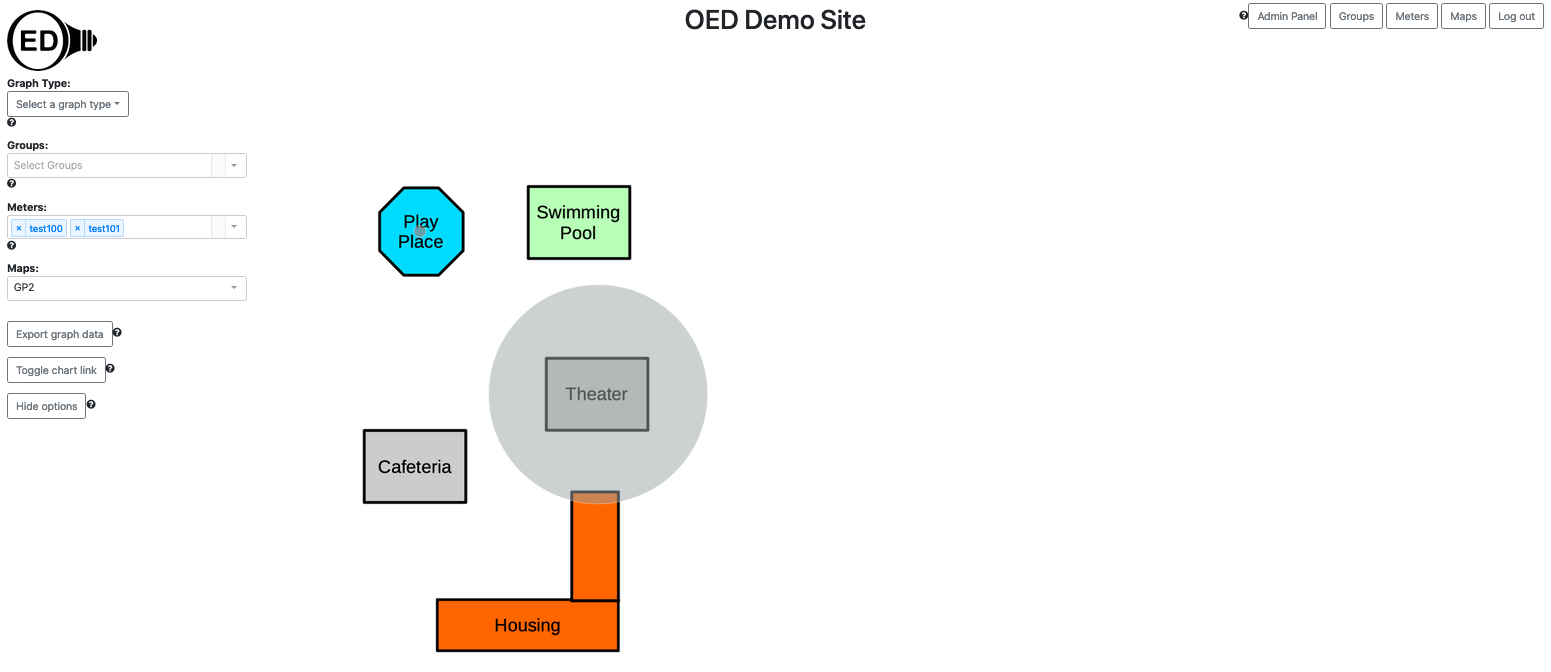 OED Demo Site
? Admin Panel Groups Meters Maps Log out
ED
Graph Type:
Select a graph type
?
Groups:
Select Groups
?
Meters:
× test100 × test101
?
Maps:
GP2
Export graph data ?
Toggle chart link ?
Hide options ?
Play
Place
Swimming
Pool
Theater
Cafeteria
Housing